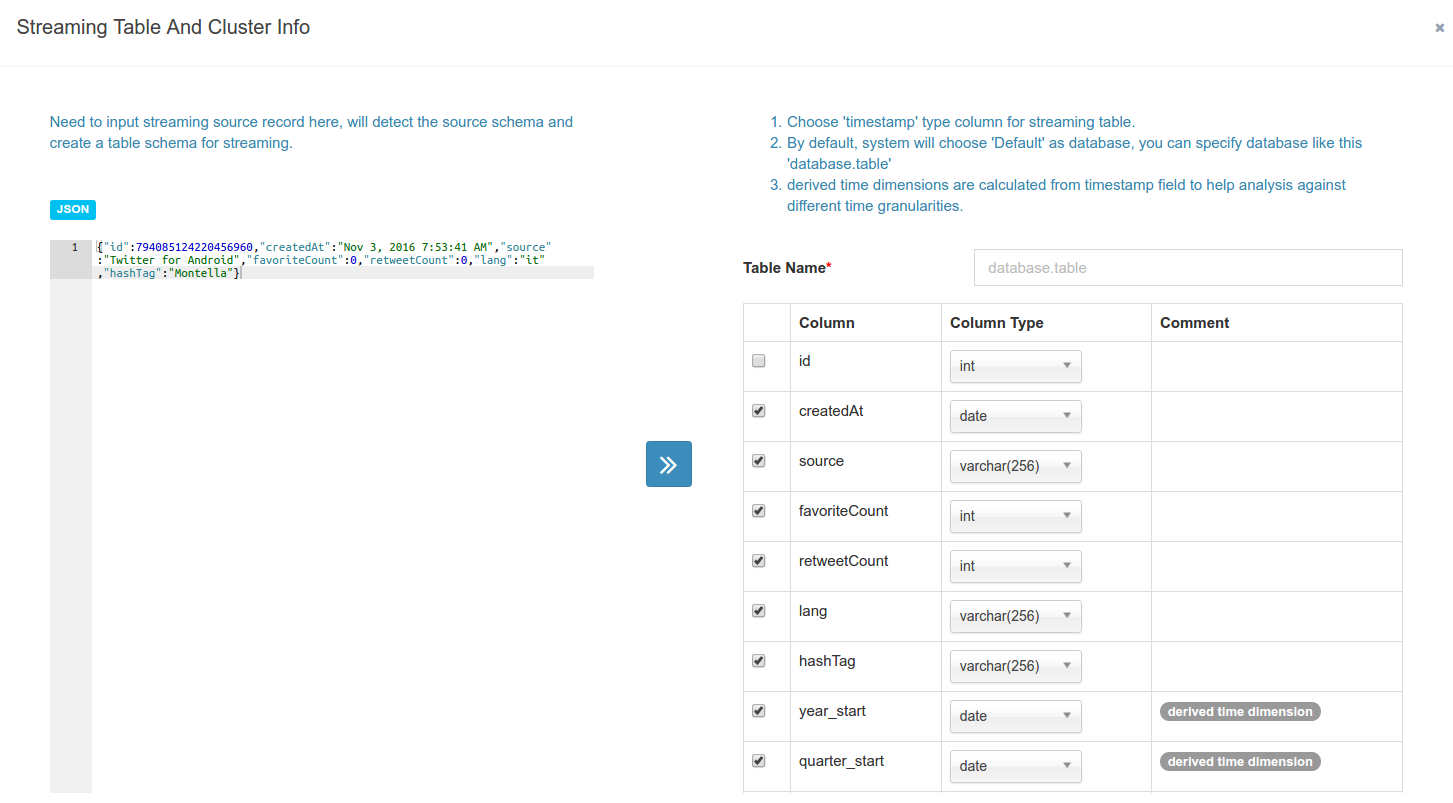 Streaming Table And Cluster Info
×
Need to input streaming source record here, will detect the source schema and
create a table schema for streaming.
JSON
1 {"id":794085124220456960,"createdAt":"Nov 3, 2016 7:53:41 AM","source"
:"Twitter for Android","favoriteCount":0,"retweetCount":0,"lang":"it"
,"hashTag":"Montella"}
1. Choose 'timestamp' type column for streaming table.
2. By default, system will choose 'Default' as database, you can specify database like this
'database.table'
3. derived time dimensions are calculated from timestamp field to help analysis against
different time granularities.
Table Name* database.table
Column Column Type Comment
id int
createdAt date
source varchar(256)
favoriteCount int
retweetCount int
lang varchar(256)
hashTag varchar(256)
year_start date derived time dimension
quarter_start date derived time dimension